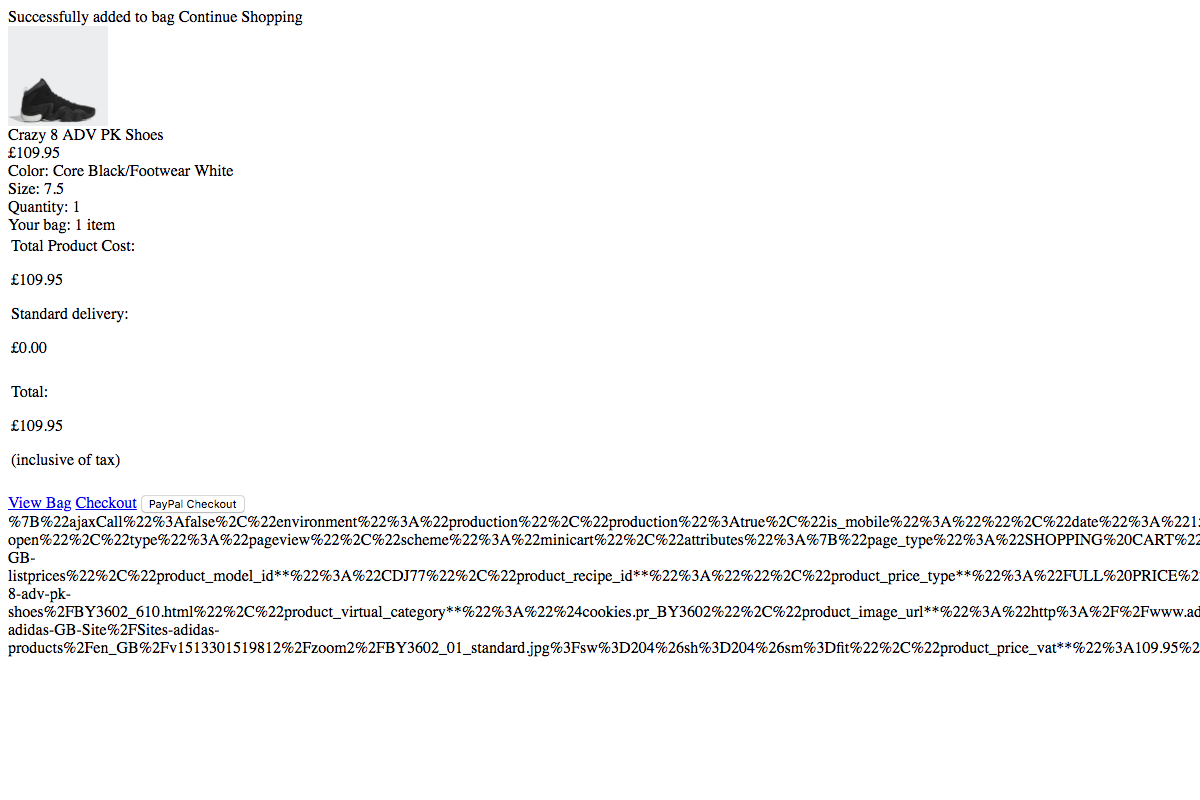 Successfully added to bag Continue Shopping
Crazy 8 ADV PK Shoes
£109.95
Color: Core Black/Footwear White
Size: 7.5
Quantity: 1
Your bag: 1 item
Total Product Cost:
£109.95
Standard delivery:
£0.00
Total:
£109.95
(inclusive of tax)
View Bag Checkout PayPal Checkout
%7B%22ajaxCall%22%3Afalse%2C%22environment%22%3A%22production%22%2C%22production%22%3Atrue%2C%22is_mobile%22%3A%22%22%2C%22date%22%3A%2215
open%22%2C%22type%22%3A%22pageview%22%2C%22scheme%22%3A%22minicart%22%2C%22attributes%22%3A%7B%22page_type%22%3A%22SHOPPING%20CART%22
GB-
listprices%22%2C%22product_model_id**%22%3A%22CDJ77%22%2C%22product_recipe_id**%22%3A%22%22%2C%22product_price_type**%22%3A%22FULL%20PRICE%2
8-adv-pk-
shoes%2FBY3602_610.html%22%2C%22product_virtual_category**%22%3A%22%24cookies.pr_BY3602%22%2C%22product_image_url**%22%3A%22http%3A%2F%2Fwww.ad
adidas-GB-Site%2FSites-adidas-
products%2Fen_GB%2Fv1513301519812%2Fzoom2%2FBY3602_01_standard.jpg%3Fsw%3D204%26sh%3D204%26sm%3Dfit%22%2C%22product_price_vat**%22%3A109.95%2